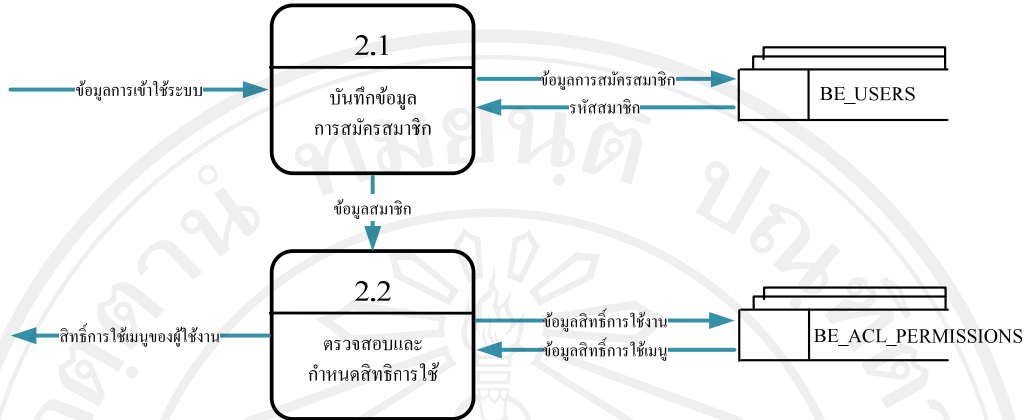 2.1
ข้อมูลการเข้าใช้ระบบ
บันทึกข้อมูล
การสมัครสมาชิก
ข้อมูลการสมัครสมาชิก
รหัสสมาชิก
BE_USERS
ข้อมูลสมาชิก
2.2
สิทธิ์การใช้เมนูของผู้ใช้งาน
ตรวจสอบและ
กำหนดสิทธิการใช้
ข้อมูลสิทธิ์การใช้งาน
ข้อมูลสิทธิ์การใช้เมนู
BE_ACL_PERMISSIONS